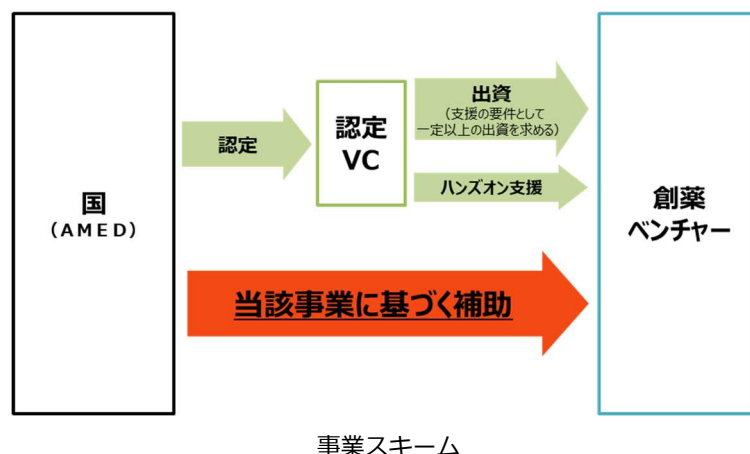 国
(AMED)
認定
認定
VC
出資
(支援の要件として
一定以上の出資を求める)
ハンズオン支援
創薬
ベンチャー
当該事業に基づく補助
事業スキーム